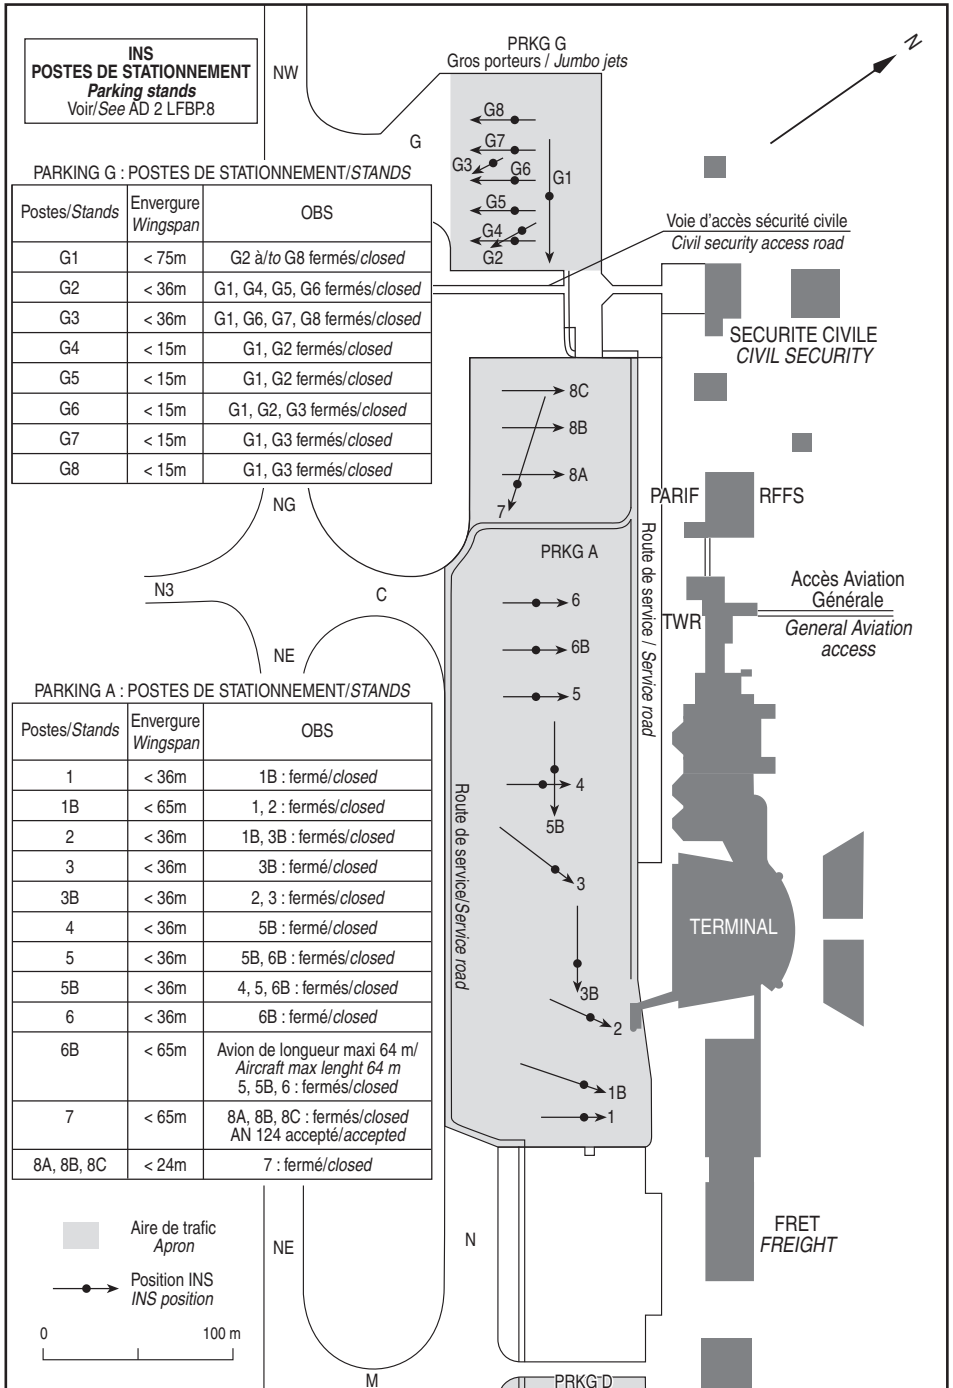 INS
POSTES DE STATIONNEMENT
Parking stands
Voir/See AD 2 LFBP.8
NW
PRKG G
Gros porteurs / Jumbo jets
N
G
G8
G7
G3
G6
G1
G5
G4
G2
PARKING G : POSTES DE STATIONNEMENT/STANDS
Postes/Stands Envergure Wingspan OBS
G1 < 75m G2 à/to G8 fermés/closed
G2 < 36m G1, G4, G5, G6 fermés/closed
G3 < 36m G1, G6, G7, G8 fermés/closed
G4 < 15m G1, G2 fermés/closed
G5 < 15m G1, G2 fermés/closed
G6 < 15m G1, G2, G3 fermés/closed
G7 < 15m G1, G3 fermés/closed
G8 < 15m G1, G3 fermés/closed
Voie d'accès sécurité civile
Civil security access road
SECURITE CIVILE
CIVIL SECURITY
8C
8B
8A
7
PARIF
RFFS
NG
PRKG A
N3
C
NE
6
6B
5
4
5B
3
3B
2
1B
1
Route de service / Service road
TWR
Accès Aviation
Générale
General Aviation
access
Route de service/Service road
TERMINAL
PARKING A : POSTES DE STATIONNEMENT/STANDS
Postes/Stands Envergure Wingspan OBS
1 < 36m 1B : fermé/closed
1B < 65m 1, 2 : fermés/closed
2 < 36m 1B, 3B : fermés/closed
3 < 36m 3B : fermé/closed
3B < 36m 2, 3 : fermés/closed
4 < 36m 5B : fermé/closed
5 < 36m 5B, 6B : fermés/closed
5B < 36m 4, 5, 6B : fermés/closed
6 < 36m 6B : fermé/closed
6B < 65m Avion de longueur maxi 64 m/
Aircraft max lenght 64 m
5, 5B, 6 : fermés/closed
7 < 65m 8A, 8B, 8C : fermés/closed
AN 124 accepté/accepted
8A, 8B, 8C < 24m 7 : fermé/closed
Aire de trafic
Apron
Position INS
INS position
0 100 m
NE
N
M
FRET
FREIGHT
PRKG D